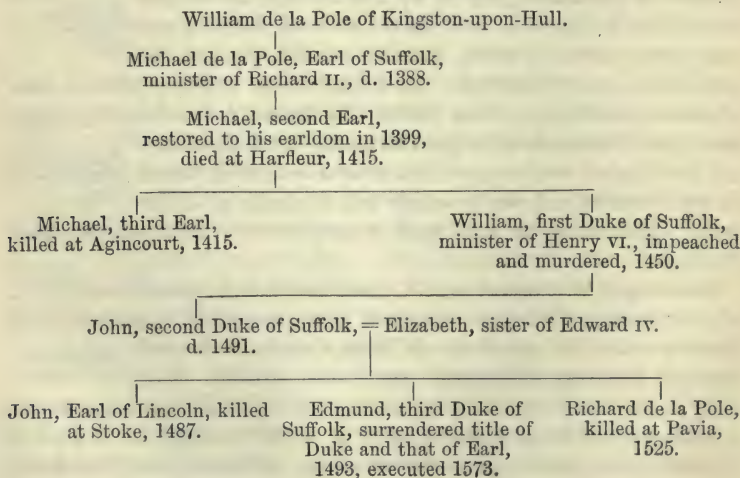 William de la Pole of Kingston-upon-Hull.
Michael de la Pole, Earl of Suffolk,
minister of Richard II., d. 1388.
Michael, second Earl,
restored to his earldom in 1399,
died at Harfleur, 1415.
Michael, third Earl,
killed at Agincourt, 1415.
William, first Duke of Suffolk,
minister of Henry VI., impeached
and murdered, 1450.
John, second Duke of Suffolk, = Elizabeth, sister of Edward IV.
d. 1491.
John, Earl of Lincoln, killed
at Stoke, 1487.
Edmund, third Duke of
Suffolk, surrendered title of
Duke and that of Earl,
1493, executed 1573.
Richard de la Pole,
killed at Pavia,
1525.